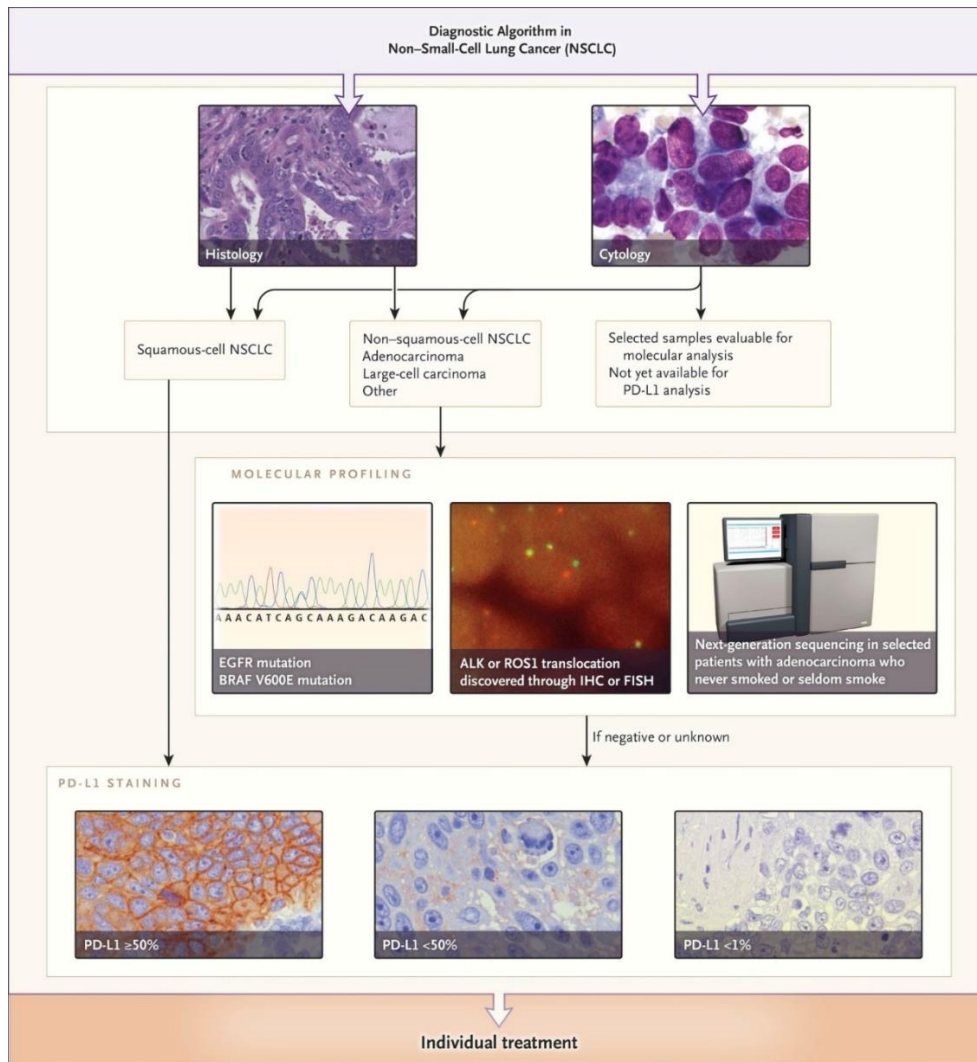 Diagnostic Algorithm in
Non–Small-Cell Lung Cancer (NSCLC)
Histology
Cytology
Squamous-cell NSCLC
Non–squamous-cell NSCLC
Adenocarcinoma
Large-cell carcinoma
Other
Selected samples evaluable for
molecular analysis
Not yet available for
PD-L1 analysis
MOLECULAR PROFILING
AAACATCAGCAAAGACAAGAC
EGFR mutation
BRAF V600E mutation
ALK or ROS1 translocation
discovered through IHC or FISH
Next-generation sequencing in selected
patients with adenocarcinoma who
never smoked or seldom smoke
If negative or unknown
PD-L1 STAINING
PD-L1 ≥50%
PD-L1 <50%
PD-L1 <1%
Individual treatment